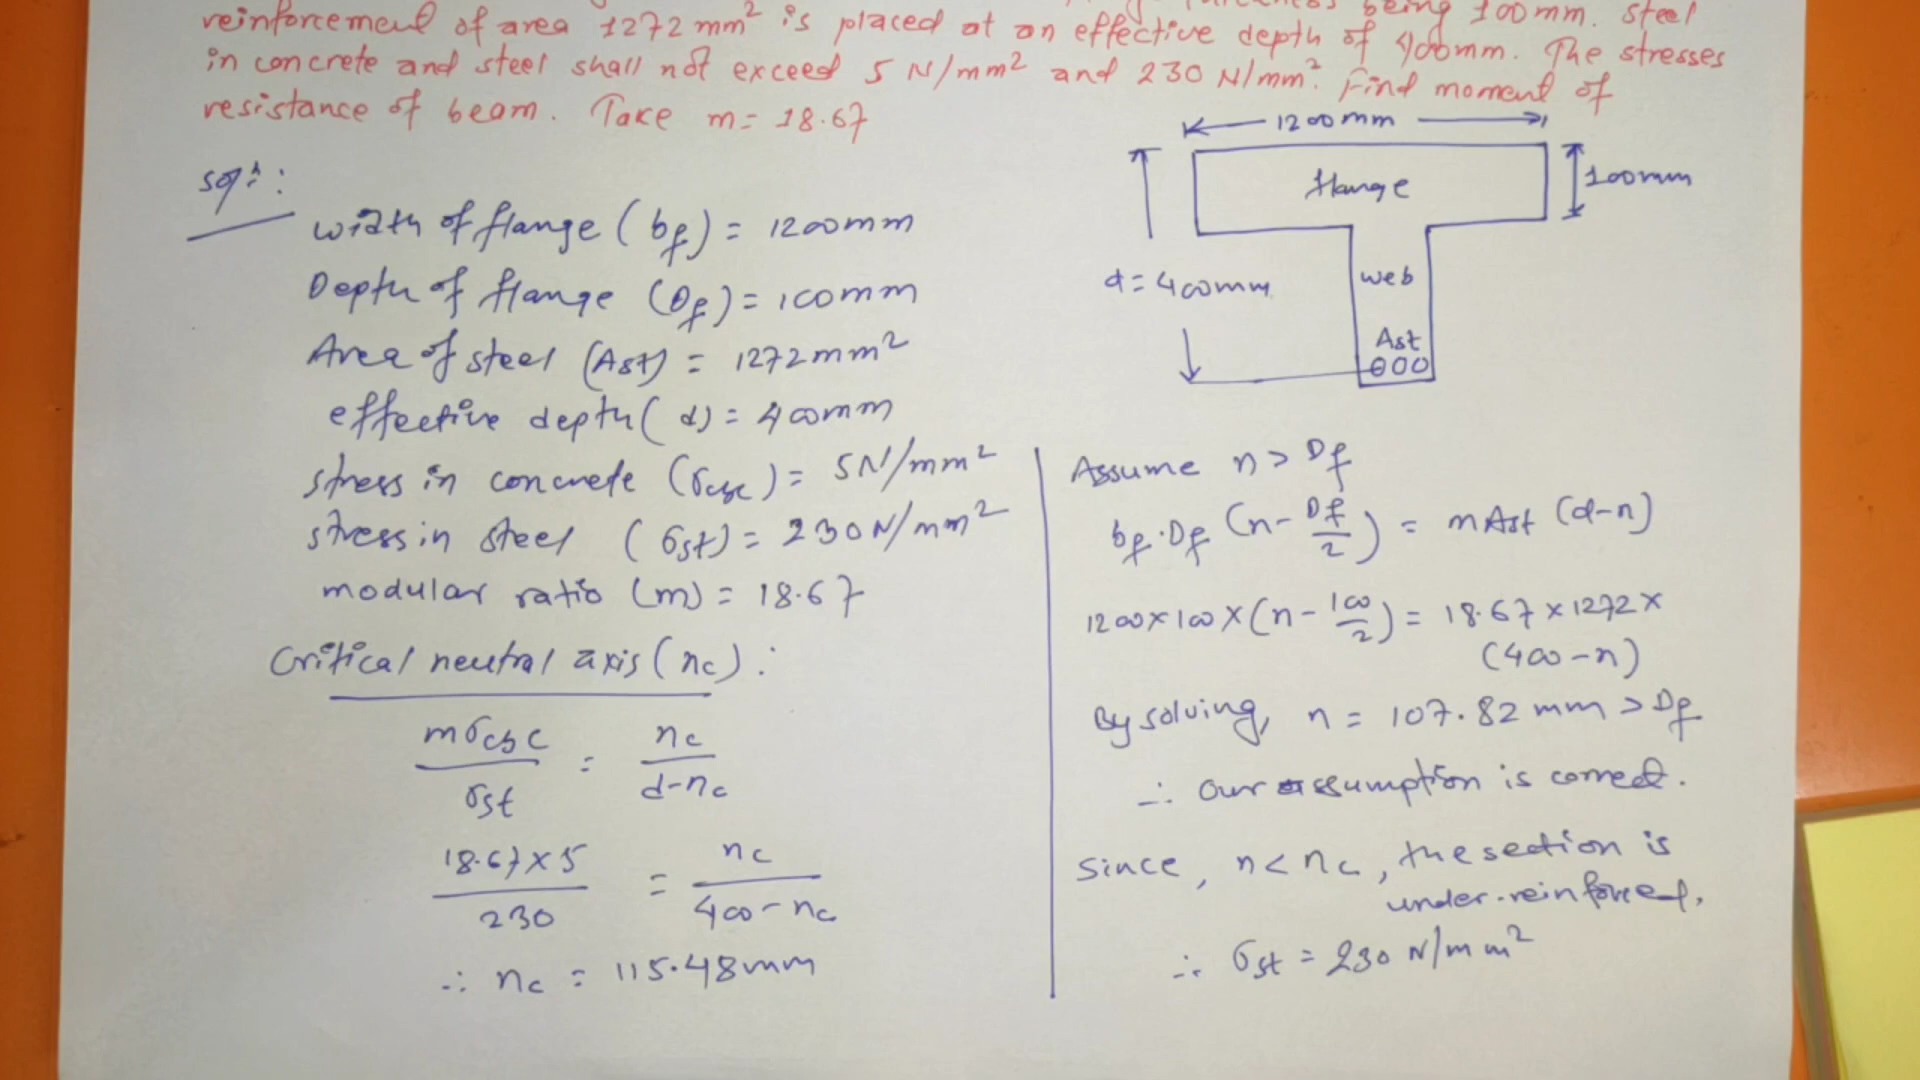 being 100mm. Steel
reinforcement of area 1272 mm² is placed at an effective depth of 400mm. The stresses
in concrete and steel shall not exceed 5 N/mm² and 230 N/mm². Find moment of
resistance of beam. Take m = 18.67
1200mm
flange
100mm
d = 400mm
web
Ast
Solⁿ :
width of flange (bf) = 1200mm
Depth of flange (Df) = 100mm
Area of steel (Ast) = 1272mm²
effective depth (d) = 400mm
stress in concrete (σcbc) = 5N/mm²
stress in steel (σst) = 230N/mm²
modular ratio (m) = 18.67
Critical neutral axis (nc) :
mσcbc / σst = nc / d-nc
18.67×5 / 230 = nc / 400-nc
∴ nc = 115.48mm
Assume n > Df
bf.Df (n - Df/2) = mAst (d-n)
1200×100×(n - 100/2) = 18.67×1272×
(400-n)
By solving, n = 107.82 mm > Df
∴ Our assumption is correct.
Since, n < nc, the section is
under-reinforced.
∴ σst = 230 N/mm²